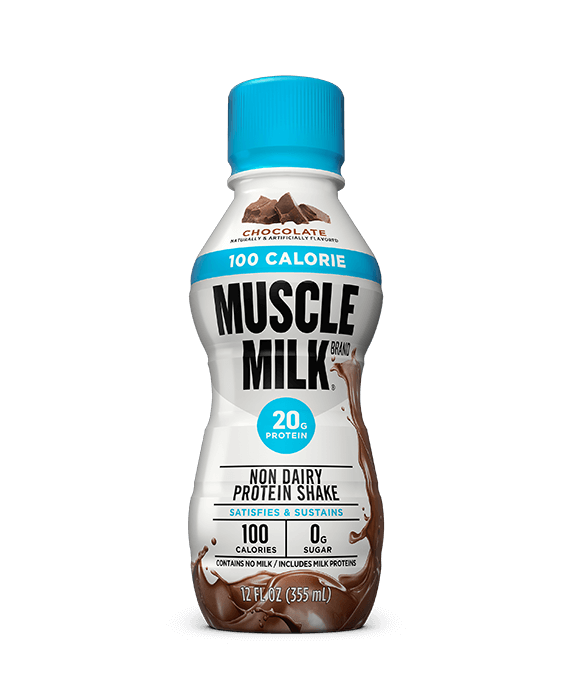 CHOCOLATE
NATURALLY & ARTIFICIALLY FLAVORED
100 CALORIE
MUSCLE
MILK® BRAND
20G
PROTEIN
NON DAIRY
PROTEIN SHAKE
SATISFIES & SUSTAINS
100
CALORIES
0G
SUGAR
CONTAINS NO MILK / INCLUDES MILK PROTEINS
12 FL OZ (355 mL)